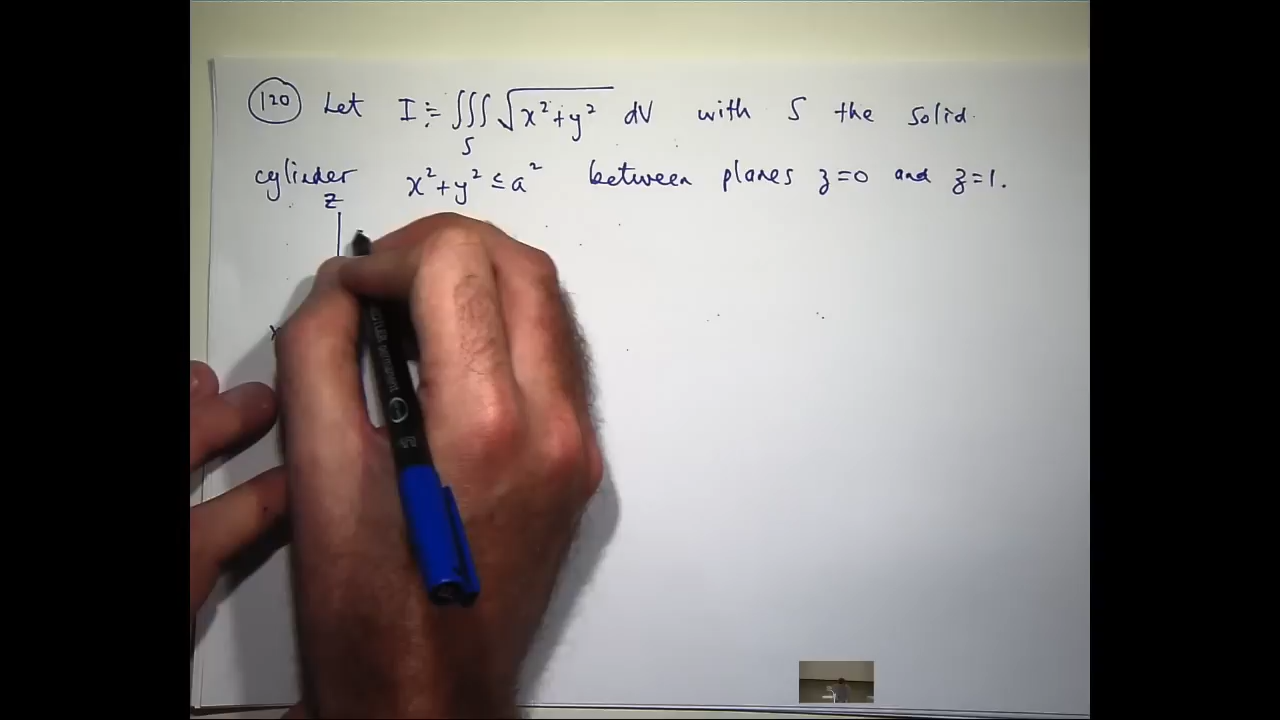 120 Let I := ∭_S √(x²+y²) dV with S the solid
cylinder x²+y² ≤ a² between planes z=0 and z=1.
z
x